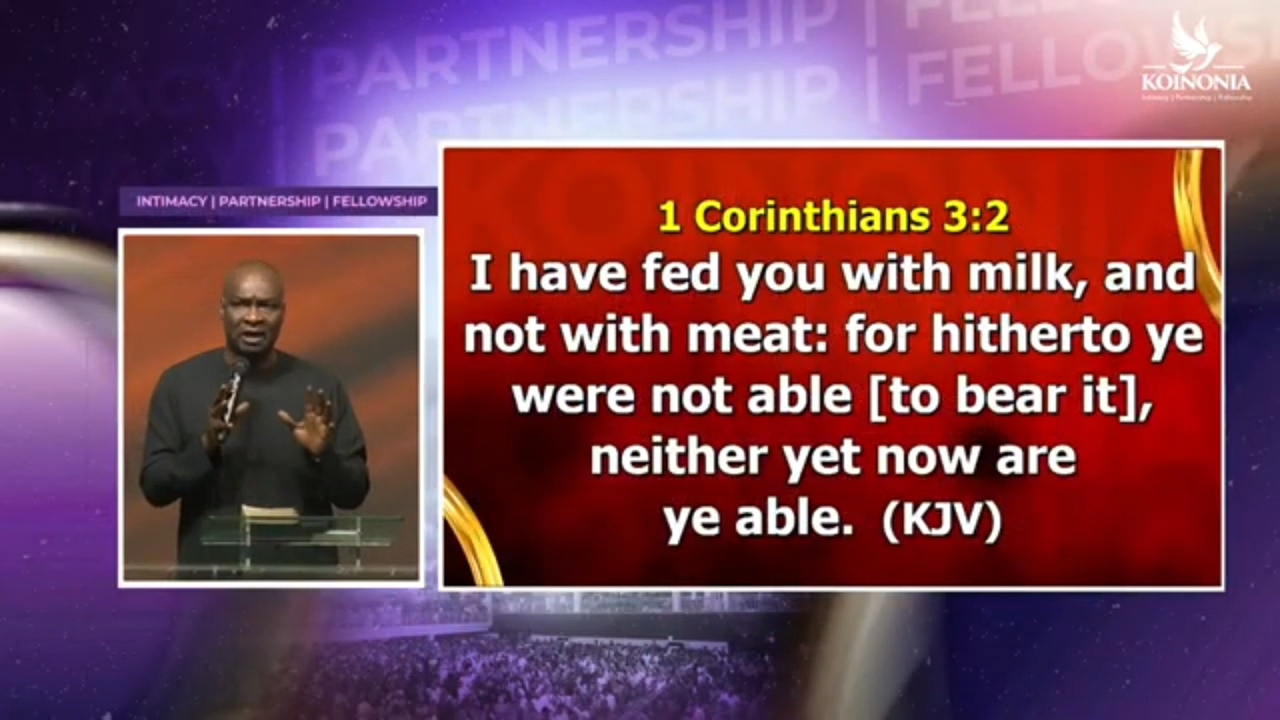 PARTNERSHIP | FELLOWSHIP
PARTNERSHIP | FELLOWSHIP
KOINONIA
Intimacy | Partnership | Fellowship
INTIMACY | PARTNERSHIP | FELLOWSHIP
1 Corinthians 3:2
I have fed you with milk, and
not with meat: for hitherto ye
were not able [to bear it],
neither yet now are
ye able. (KJV)